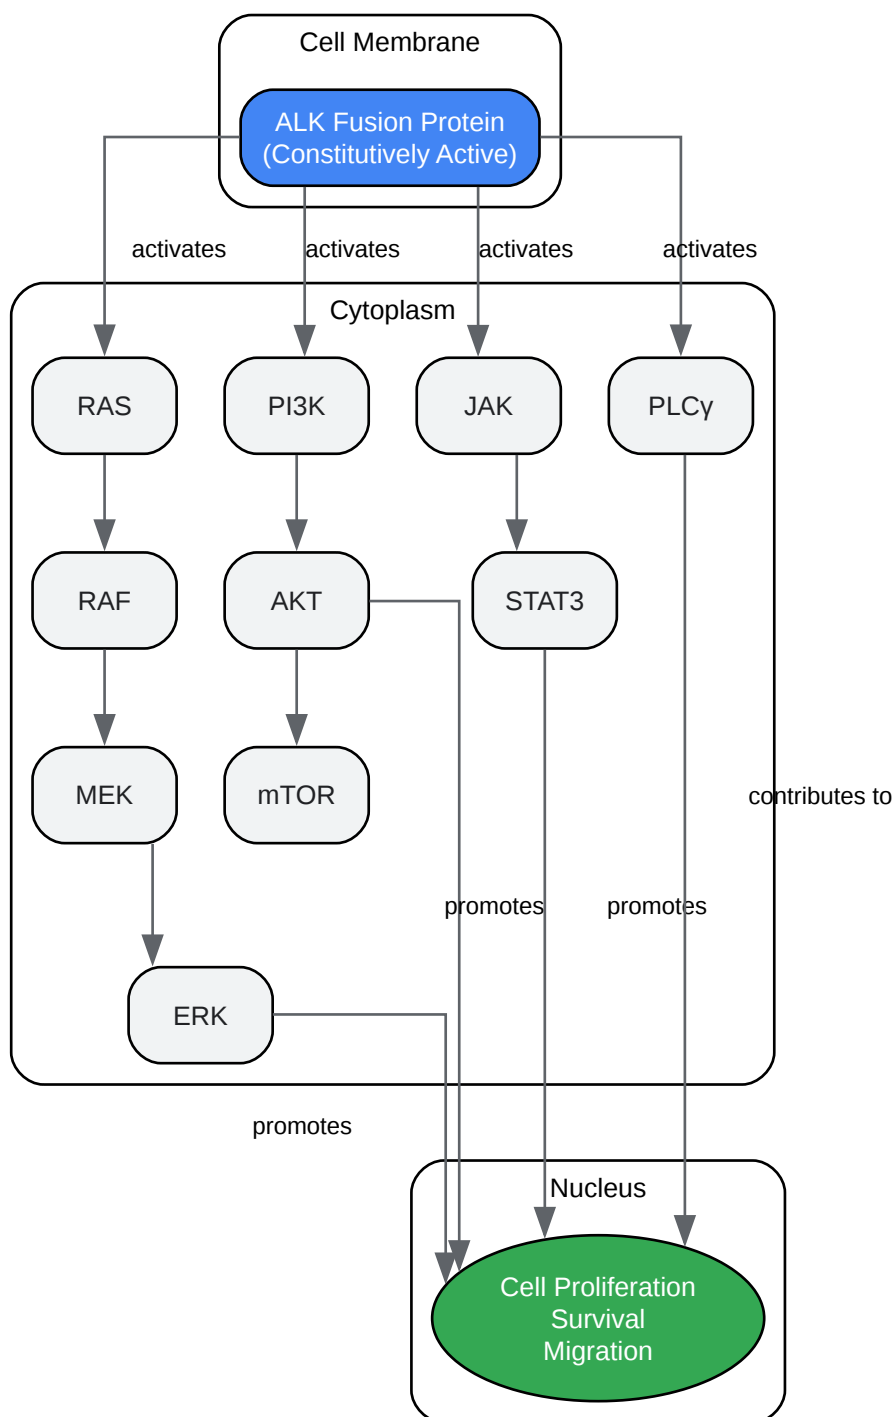 Cell Membrane
ALK Fusion Protein
(Constitutively Active)
activates
activates
activates
activates
Cytoplasm
RAS
PI3K
JAK
PLCγ
RAF
AKT
STAT3
MEK
mTOR
contributes to
promotes
promotes
ERK
promotes
Nucleus
Cell Proliferation
Survival
Migration